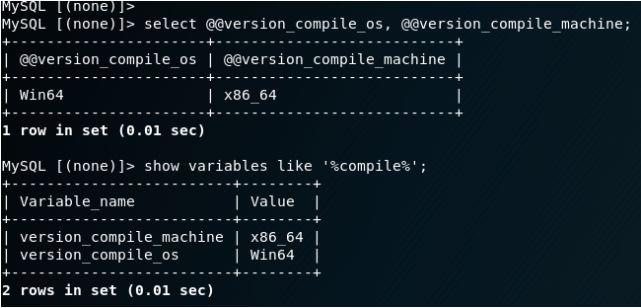 MySQL [(none)]>
MySQL [(none)]> select @@version_compile_os, @@version_compile_machine;
+----------------------+---------------------------+
| @@version_compile_os | @@version_compile_machine |
+----------------------+---------------------------+
| Win64                | x86_64                    |
+----------------------+---------------------------+
1 row in set (0.01 sec)
MySQL [(none)]> show variables like '%compile%';
+-------------------------+--------+
| Variable_name           | Value  |
+-------------------------+--------+
| version_compile_machine | x86_64 |
| version_compile_os      | Win64  |
+-------------------------+--------+
2 rows in set (0.01 sec)